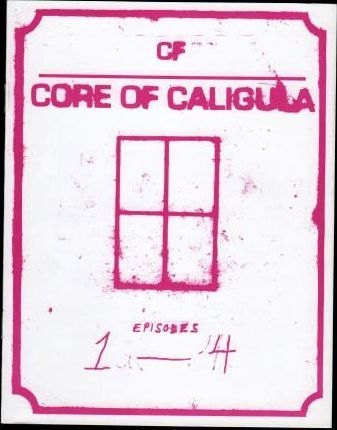 CF
CORE OF CALIGULA
EPISODES
1 — 4